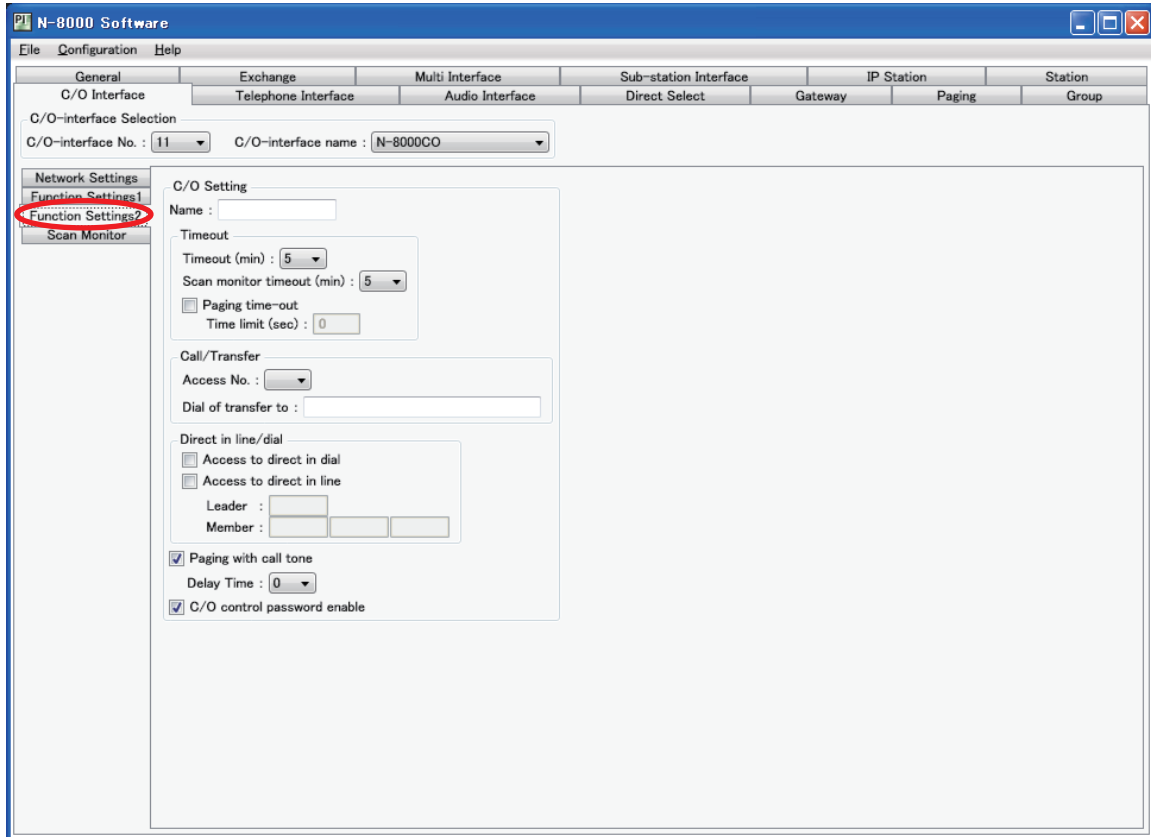 N-8000 Software
File Configuration Help
General Exchange Multi Interface Sub-station Interface IP Station Station
C/O Interface Telephone Interface Audio Interface Direct Select Gateway Paging Group
C/O-interface Selection
C/O-interface No. : 11 C/O-interface name : N-8000CO
Network Settings
Function Settings1
Function Settings2
Scan Monitor
C/O Setting
Name :
Timeout
Timeout (min) : 5
Scan monitor timeout (min) : 5
Paging time-out
Time limit (sec) : 0
Call/Transfer
Access No. :
Dial of transfer to :
Direct in line/dial
Access to direct in dial
Access to direct in line
Leader :
Member :
Paging with call tone
Delay Time : 0
C/O control password enable